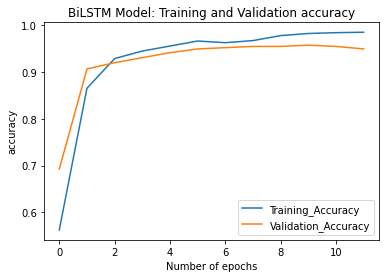 BiLSTM Model: Training and Validation accuracy
1.0
0.9
0.8
0.7
0.6
accuracy
Training_Accuracy
Validation_Accuracy
0 2 4 6 8 10
Number of epochs